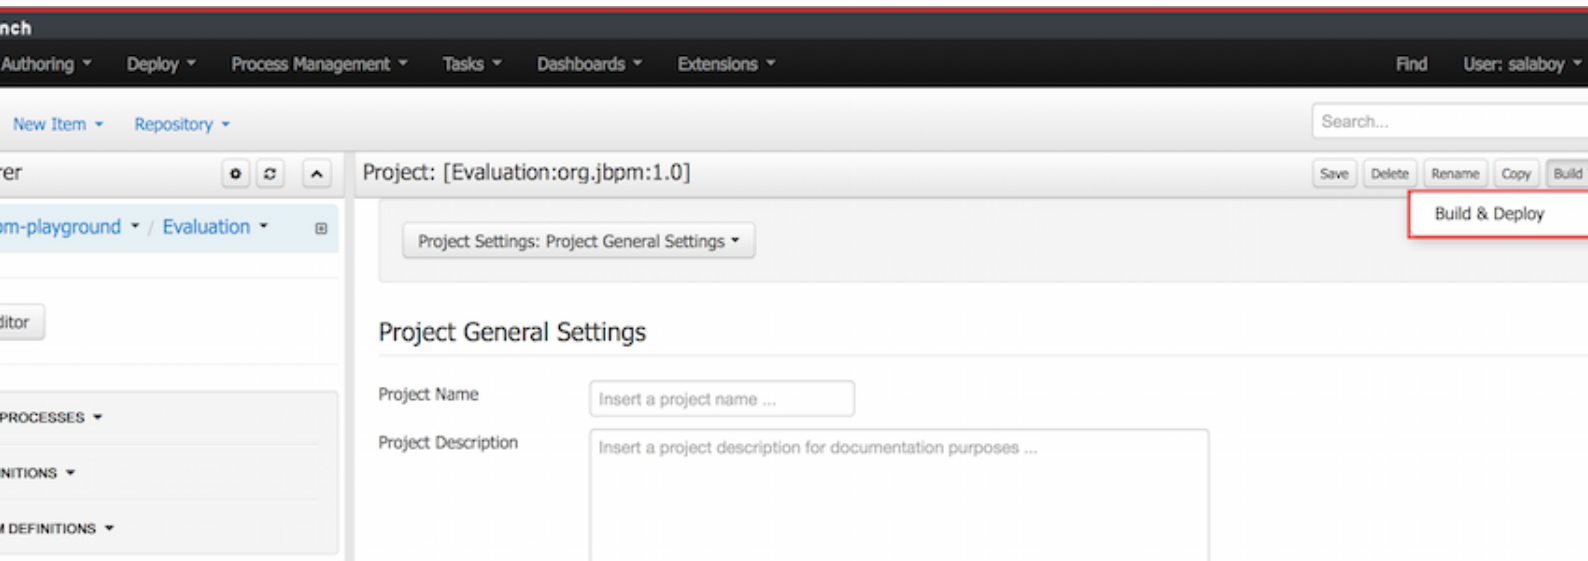 nch
Authoring Deploy Process Management Tasks Dashboards Extensions Find User: salaboy
New Item Repository Search...
rer Project: [Evaluation:org.jbpm:1.0] Save Delete Rename Copy Build
Build & Deploy
om-playground / Evaluation
Project Settings: Project General Settings
ditor
Project General Settings
Project Name Insert a project name ...
PROCESSES
Project Description Insert a project description for documentation purposes ...
INITIONS
M DEFINITIONS